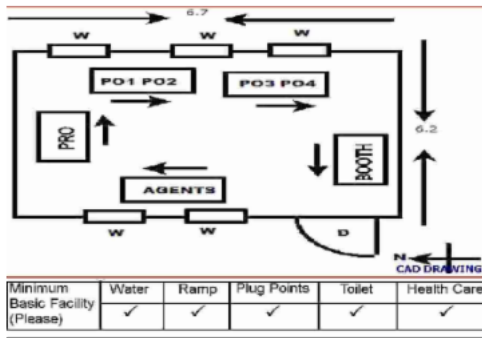 6.7
W W W
PO1 PO2 PO3 PO4
6.2
PRO
BOOTH
AGENTS
W W
D
N
CAD DRAWING
Minimum Basic Facility (Please) Water Ramp Plug Points Toilet Health Care
✓ ✓ ✓ ✓ ✓